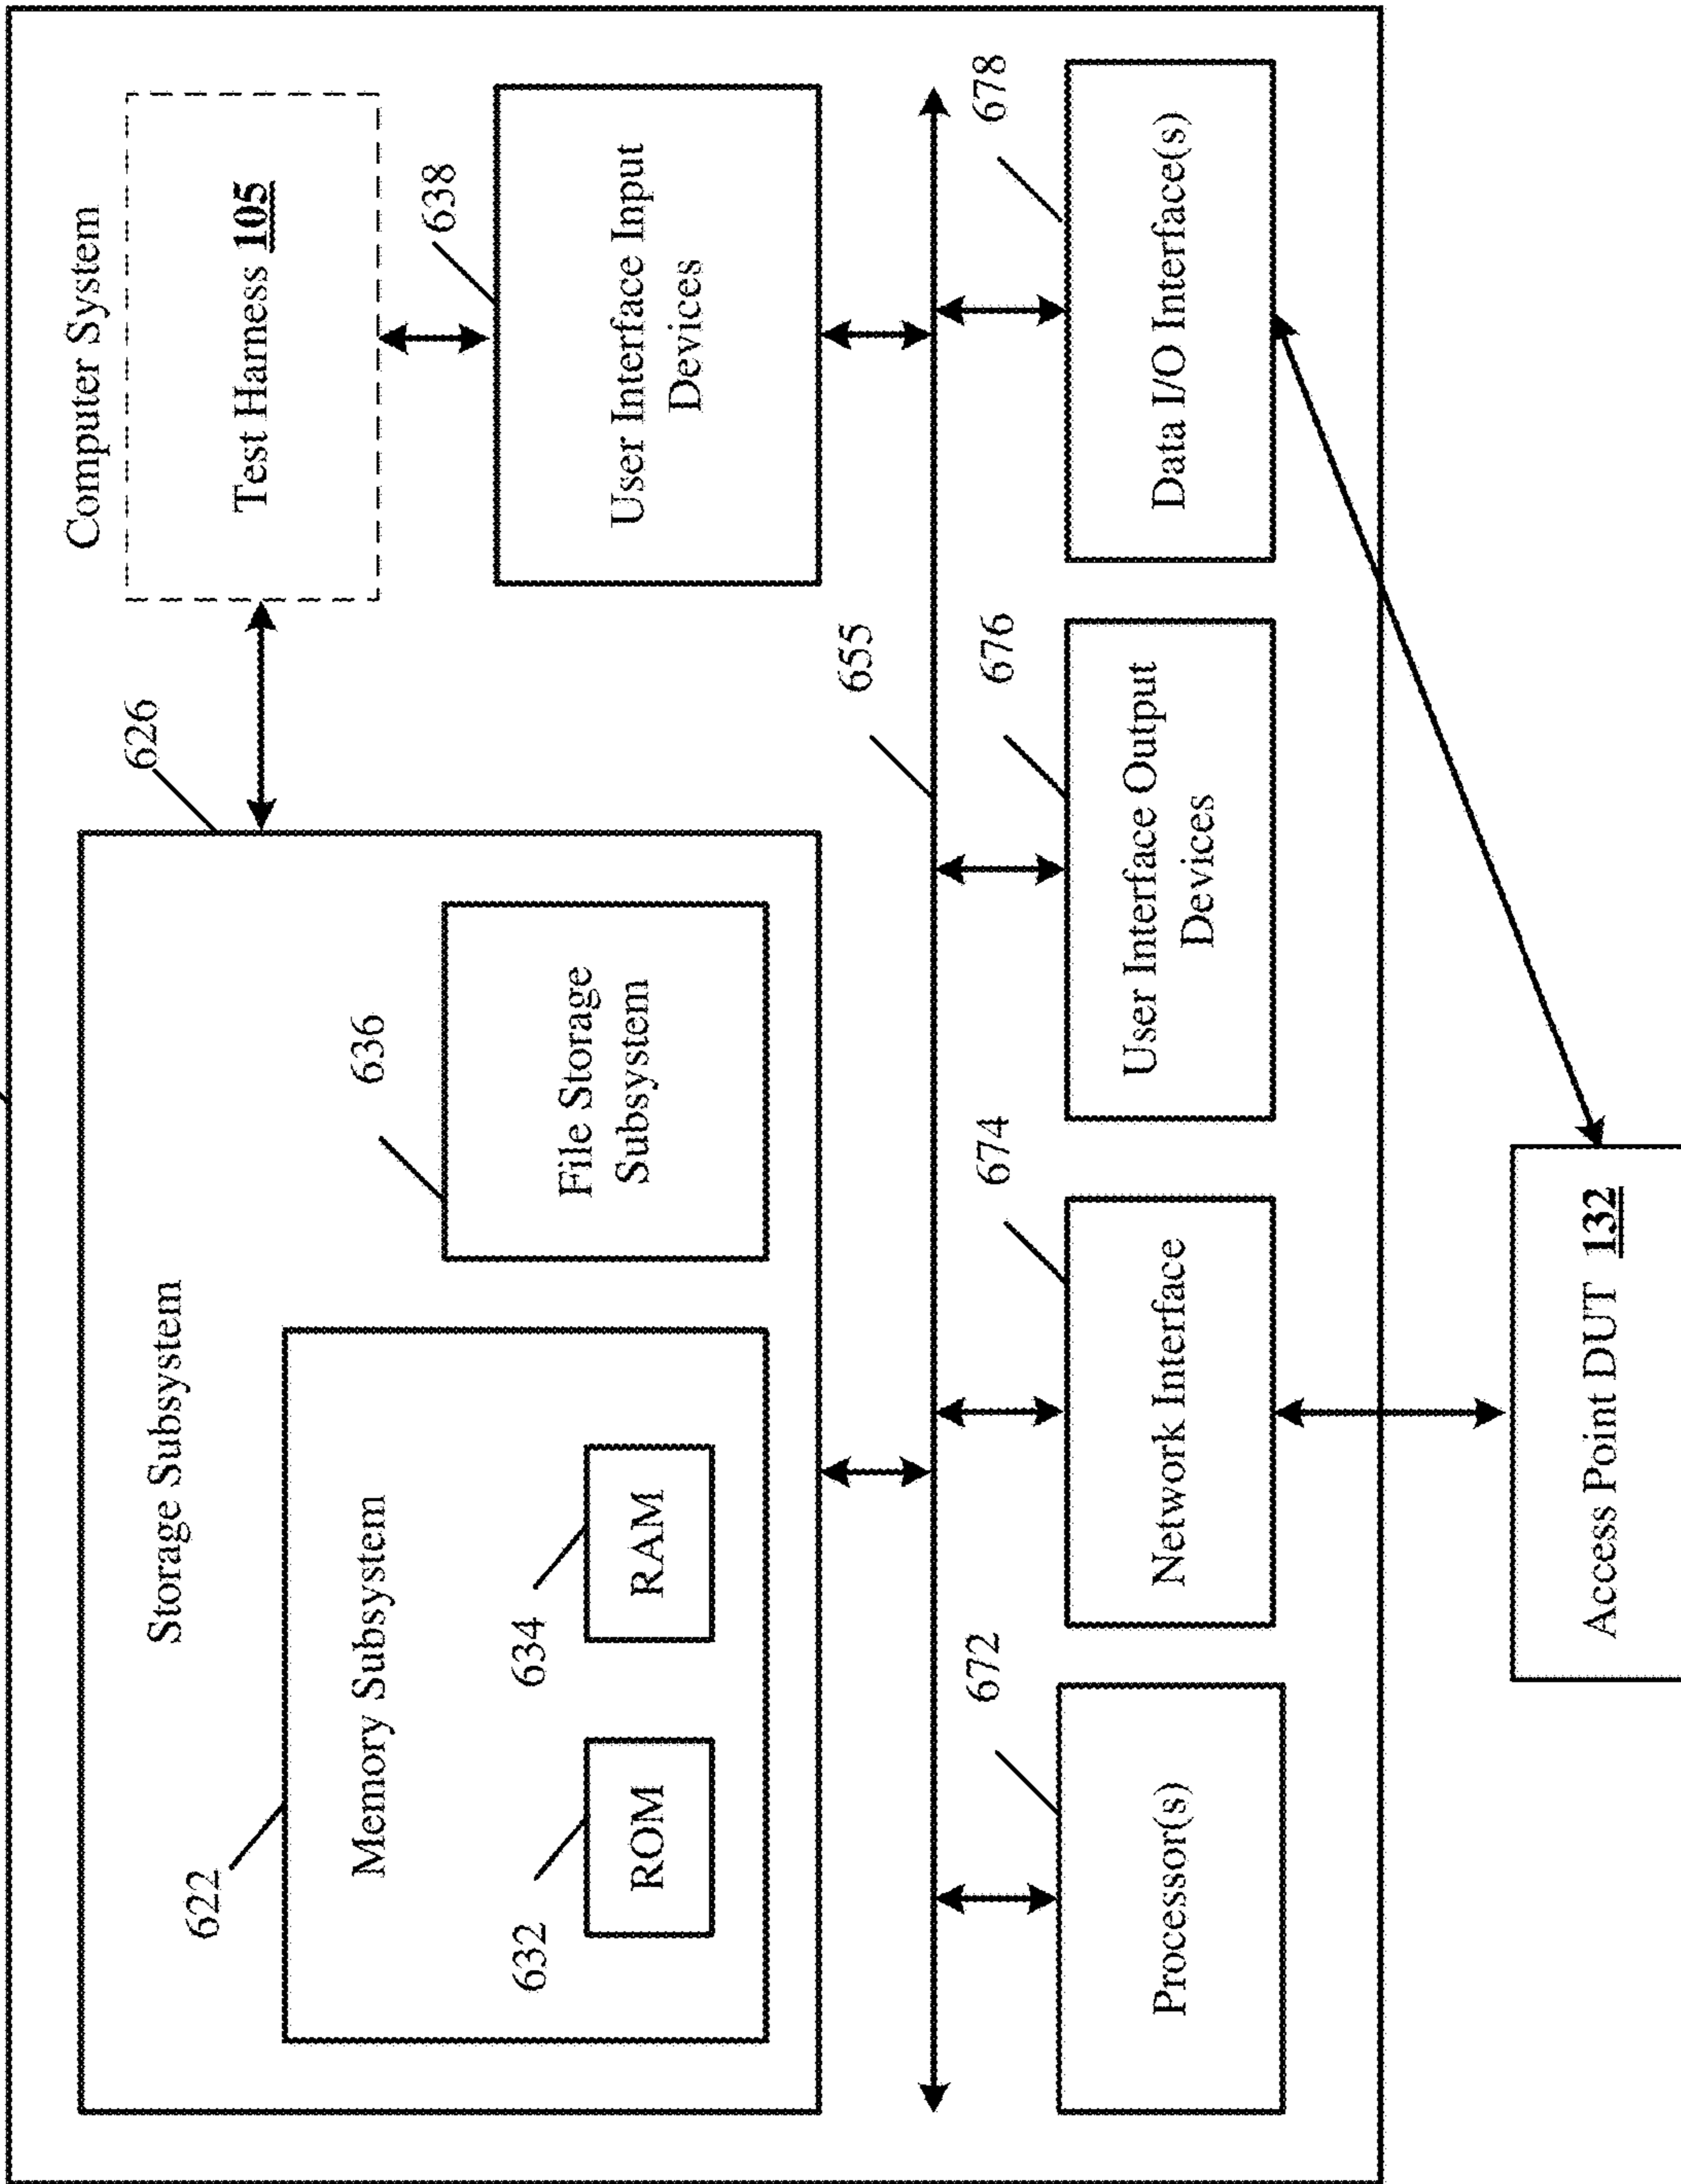 Computer System
Storage Subsystem
626
Test Harness 105
622
Memory Subsystem
636
638
632
634
ROM
RAM
File Storage
Subsystem
User Interface Input
Devices
655
672
674
676
678
Processor(s)
Network Interface
User Interface Output
Devices
Data I/O Interface(s)
Access Point DUT 132